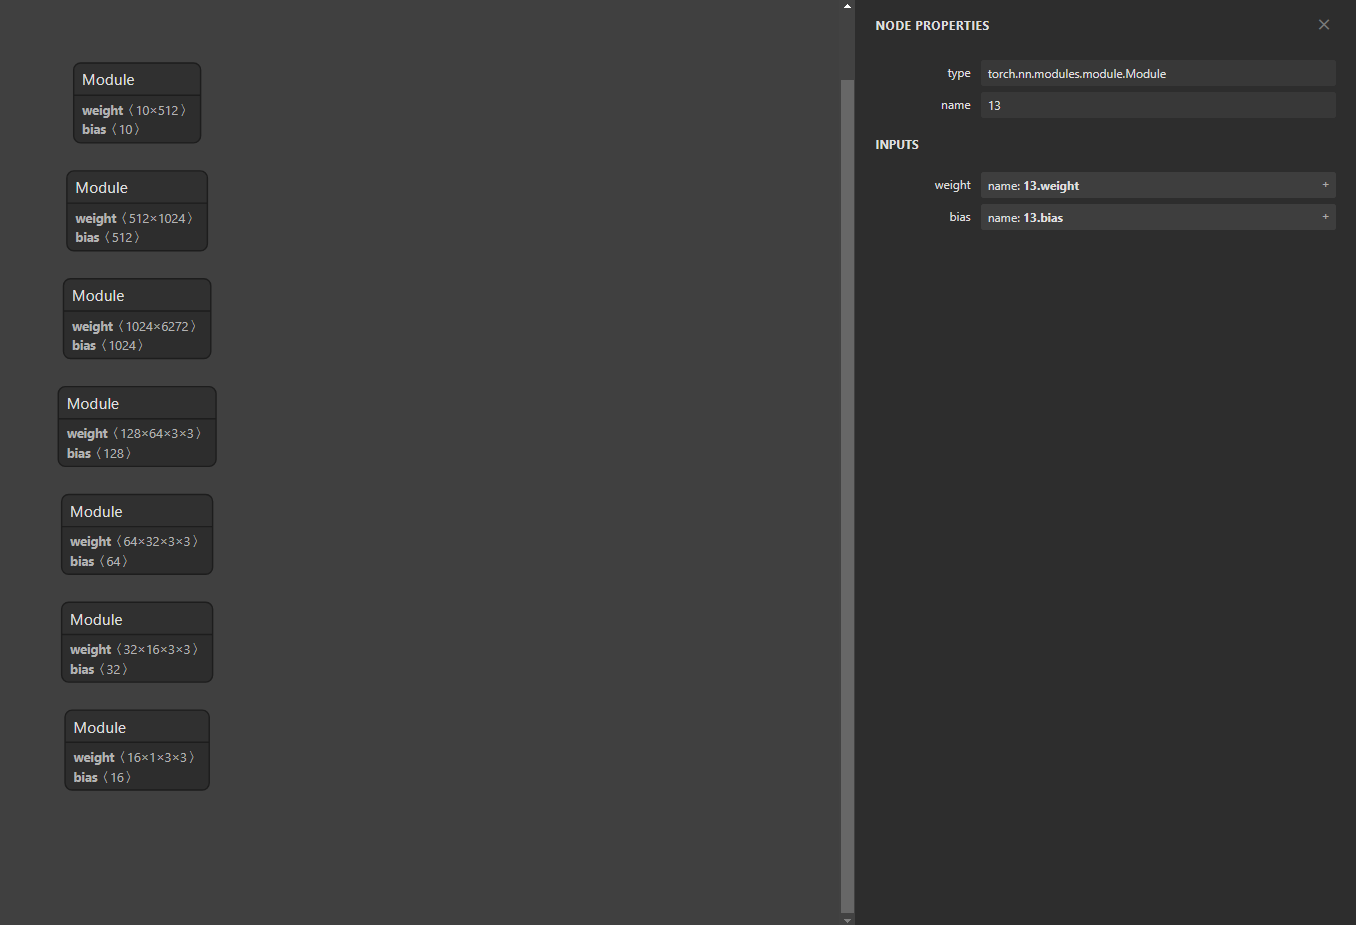 Module
weight〈10×512〉
bias〈10〉
Module
weight〈512×1024〉
bias〈512〉
Module
weight〈1024×6272〉
bias〈1024〉
Module
weight〈128×64×3×3〉
bias〈128〉
Module
weight〈64×32×3×3〉
bias〈64〉
Module
weight〈32×16×3×3〉
bias〈32〉
Module
weight〈16×1×3×3〉
bias〈16〉
NODE PROPERTIES
type torch.nn.modules.module.Module
name 13
INPUTS
weight name: 13.weight +
bias name: 13.bias +